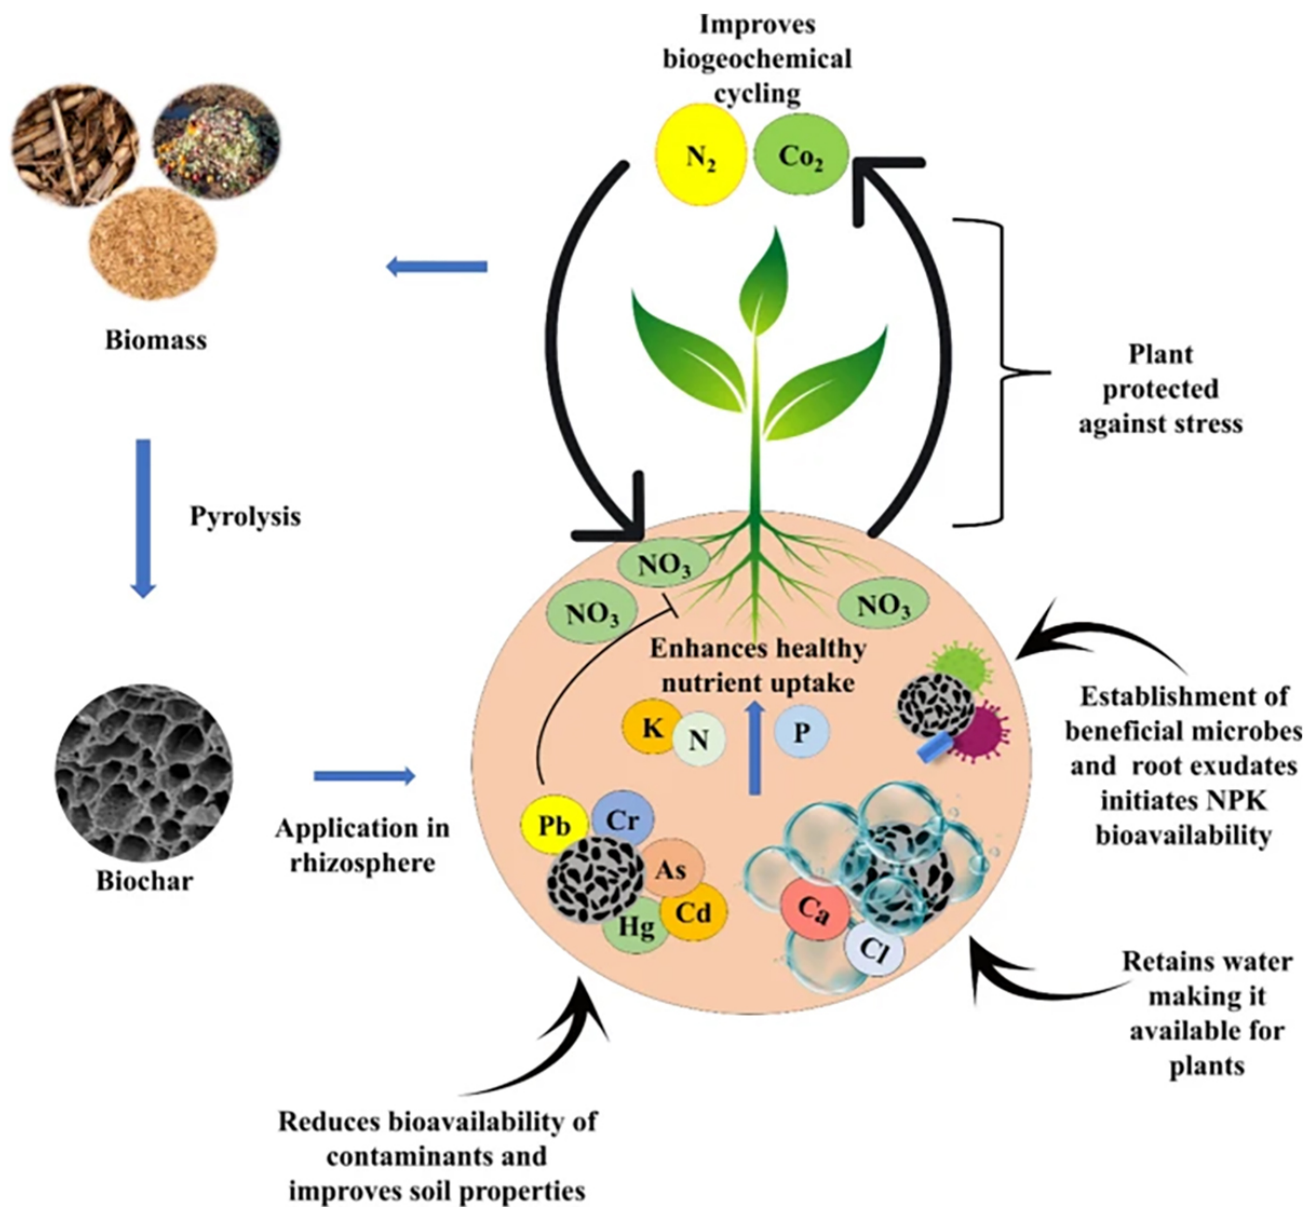 Improves
biogeochemical
cycling
N₂
Co₂
Biomass
Plant
protected
against stress
Pyrolysis
NO₃
NO₃
NO₃
Enhances healthy
nutrient uptake
K
N
P
Establishment of
beneficial microbes
and root exudates
initiates NPK
bioavailability
Biochar
Application in
rhizosphere
Pb
Cr
As
Cd
Hg
Ca
Cl
Retains water
making it
available for
plants
Reduces bioavailability of
contaminants and
improves soil properties